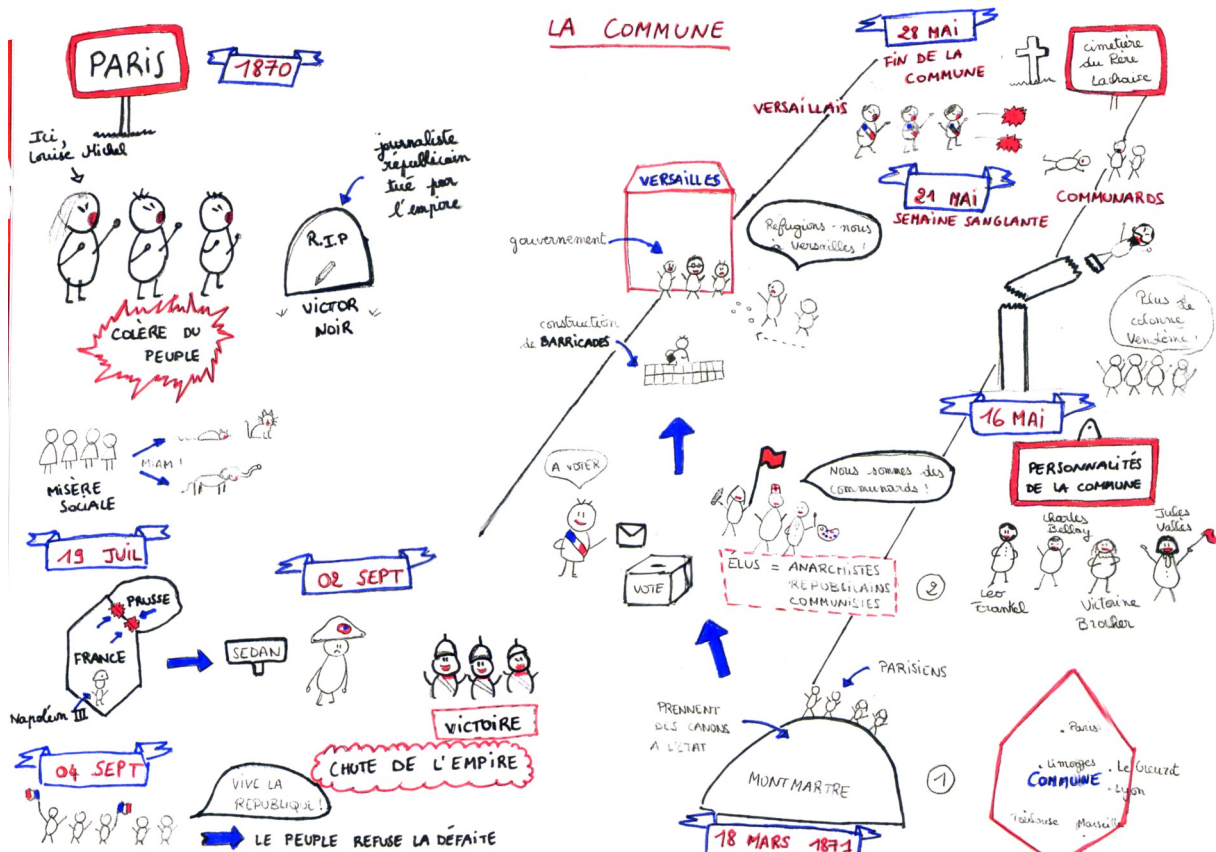 LA COMMUNE
PARIS
1870
Ici,
Louise Michel
journaliste
républicain
tué par
l'empire
R.I.P
VICTOR
NOIR
COLÈRE DU
PEUPLE
MIAM !
MISÈRE
SOCIALE
19 JUIL
PRUSSE
FRANCE
Napoléon III
SEDAN
02 SEPT
VICTOIRE
CHUTE DE L'EMPIRE
04 SEPT
VIVE LA
RÉPUBLIQUE !
LE PEUPLE REFUSE LA DÉFAITE
18 MARS 1871
MONTMARTRE
PRENNENT
DES CANONS
A L'ETAT
PARISIENS
1
Paris
Limoges
Le Creuzot
COMMUNE
Lyon
Toulouse
Marseille
A VOTER
VOTE
Nous sommes des
communards !
ELUS = ANARCHISTES
REPUBLICAINS
COMMUNISTES
2
construction
de BARRICADES
gouvernement
VERSAILLES
Réfugions-nous
à Versailles !
PERSONNALITÉS
DE LA COMMUNE
Léo
Frankel
Charles
Beslay
Victorine
Brocher
Jules
Vallès
16 MAI
Plus de
colonne
Vendôme !
21 MAI
SEMAINE SANGLANTE
VERSAILLAIS
COMMUNARDS
28 MAI
FIN DE LA
COMMUNE
cimetière
du Père
Lachaise